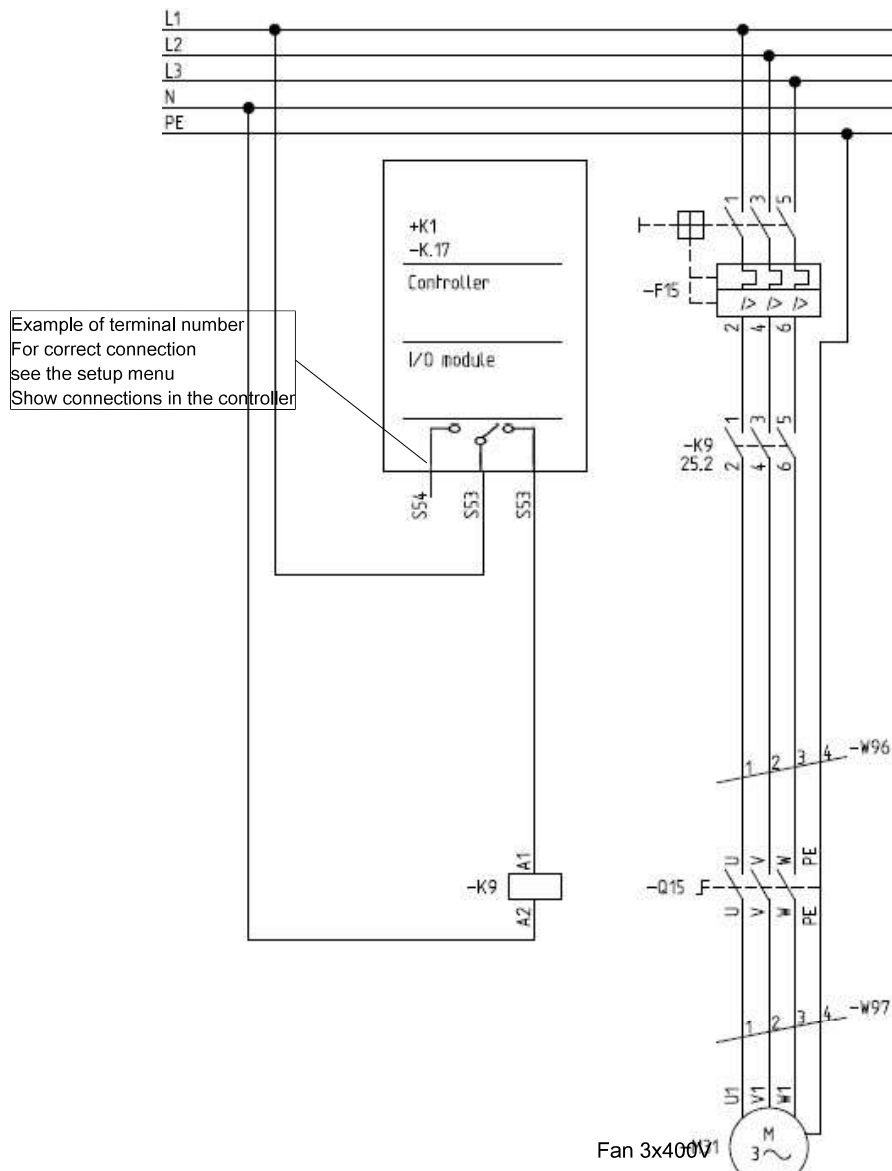 L1
L2
L3
N
PE
+K1
-K.17
Controller
I/O module
Example of terminal number
For correct connection
see the setup menu
Show connections in the controller
S54 S53 S53
1 3 5
-F15
I> I> I>
2 4 6
1 3 5
-K9
25.2
2 4 6
1 2 3 4 -W96
A1
-K9
A2
U V W PE
-Q15
U V W PE
1 2 3 4 -W97
U1 V1 W1
M
3
Fan 3x400V
-M31